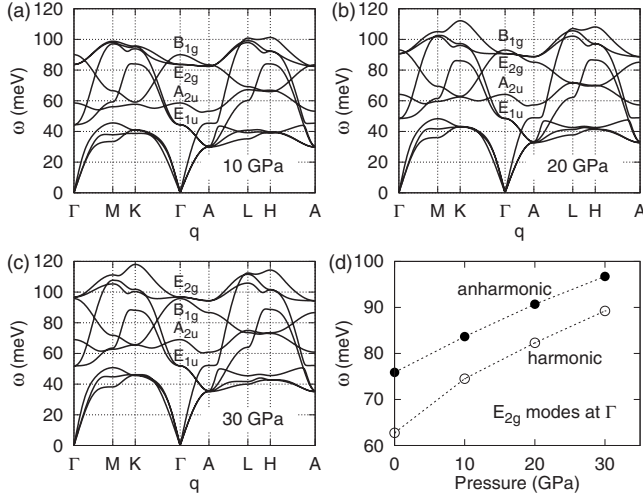 (a)
120
100
80
60
40
20
0
ω (meV)
B1g
E2g
A2u
E1u
10 GPa
Γ M K Γ A L H A
q
(b)
120
100
80
60
40
20
0
ω (meV)
B1g
E2g
A2u
E1u
20 GPa
Γ M K Γ A L H A
q
(c)
120
100
80
60
40
20
0
ω (meV)
E2g
B1g
A2u
E1u
30 GPa
Γ M K Γ A L H A
q
(d)
100
90
80
70
60
ω (meV)
anharmonic
harmonic
E2g modes at Γ
0 10 20 30
Pressure (GPa)